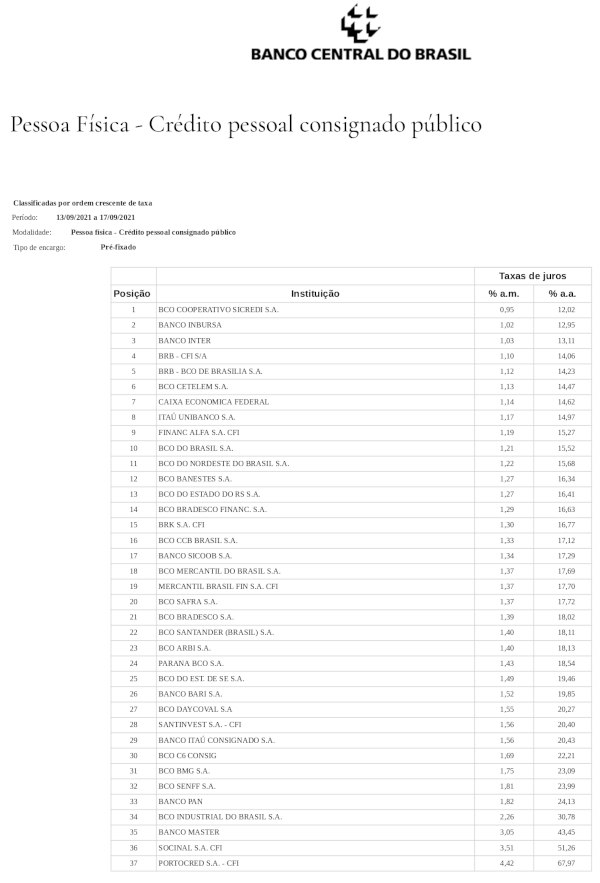 BANCO CENTRAL DO BRASIL
Pessoa Física - Crédito pessoal consignado público
Classificadas por ordem crescente de taxa
Período: 13/09/2021 a 17/09/2021
Modalidade: Pessoa física - Crédito pessoal consignado público
Tipo de encargo: Pré-fixado
Taxas de juros
Posição Instituição % a.m. % a.a.
1 BCO COOPERATIVO SICREDI S.A. 0,95 12,02
2 BANCO INBURSA 1,02 12,95
3 BANCO INTER 1,03 13,11
4 BRB - CFI S/A 1,10 14,06
5 BRB - BCO DE BRASILIA S.A. 1,12 14,23
6 BCO CETELEM S.A. 1,13 14,47
7 CAIXA ECONOMICA FEDERAL 1,14 14,62
8 ITAÚ UNIBANCO S.A. 1,17 14,97
9 FINANC ALFA S.A. CFI 1,19 15,27
10 BCO DO BRASIL S.A. 1,21 15,52
11 BCO DO NORDESTE DO BRASIL S.A. 1,22 15,68
12 BCO BANESTES S.A. 1,27 16,34
13 BCO DO ESTADO DO RS S.A. 1,27 16,41
14 BCO BRADESCO FINANC. S.A. 1,29 16,63
15 BRK S.A. CFI 1,30 16,77
16 BCO CCB BRASIL S.A. 1,33 17,12
17 BANCO SICOOB S.A. 1,34 17,29
18 BCO MERCANTIL DO BRASIL S.A. 1,37 17,69
19 MERCANTIL BRASIL FIN S.A. CFI 1,37 17,70
20 BCO SAFRA S.A. 1,37 17,72
21 BCO BRADESCO S.A. 1,39 18,02
22 BCO SANTANDER (BRASIL) S.A. 1,40 18,11
23 BCO ARBI S.A. 1,40 18,13
24 PARANA BCO S.A. 1,43 18,54
25 BCO DO EST. DE SE S.A. 1,49 19,46
26 BANCO BARI S.A. 1,52 19,85
27 BCO DAYCOVAL S.A 1,55 20,27
28 SANTINVEST S.A. - CFI 1,56 20,40
29 BANCO ITAÚ CONSIGNADO S.A. 1,56 20,43
30 BCO C6 CONSIG 1,69 22,21
31 BCO BMG S.A. 1,75 23,09
32 BCO SENFF S.A. 1,81 23,99
33 BANCO PAN 1,82 24,13
34 BCO INDUSTRIAL DO BRASIL S.A. 2,26 30,78
35 BANCO MASTER 3,05 43,45
36 SOCINAL S.A. CFI 3,51 51,26
37 PORTOCRED S.A. - CFI 4,42 67,97